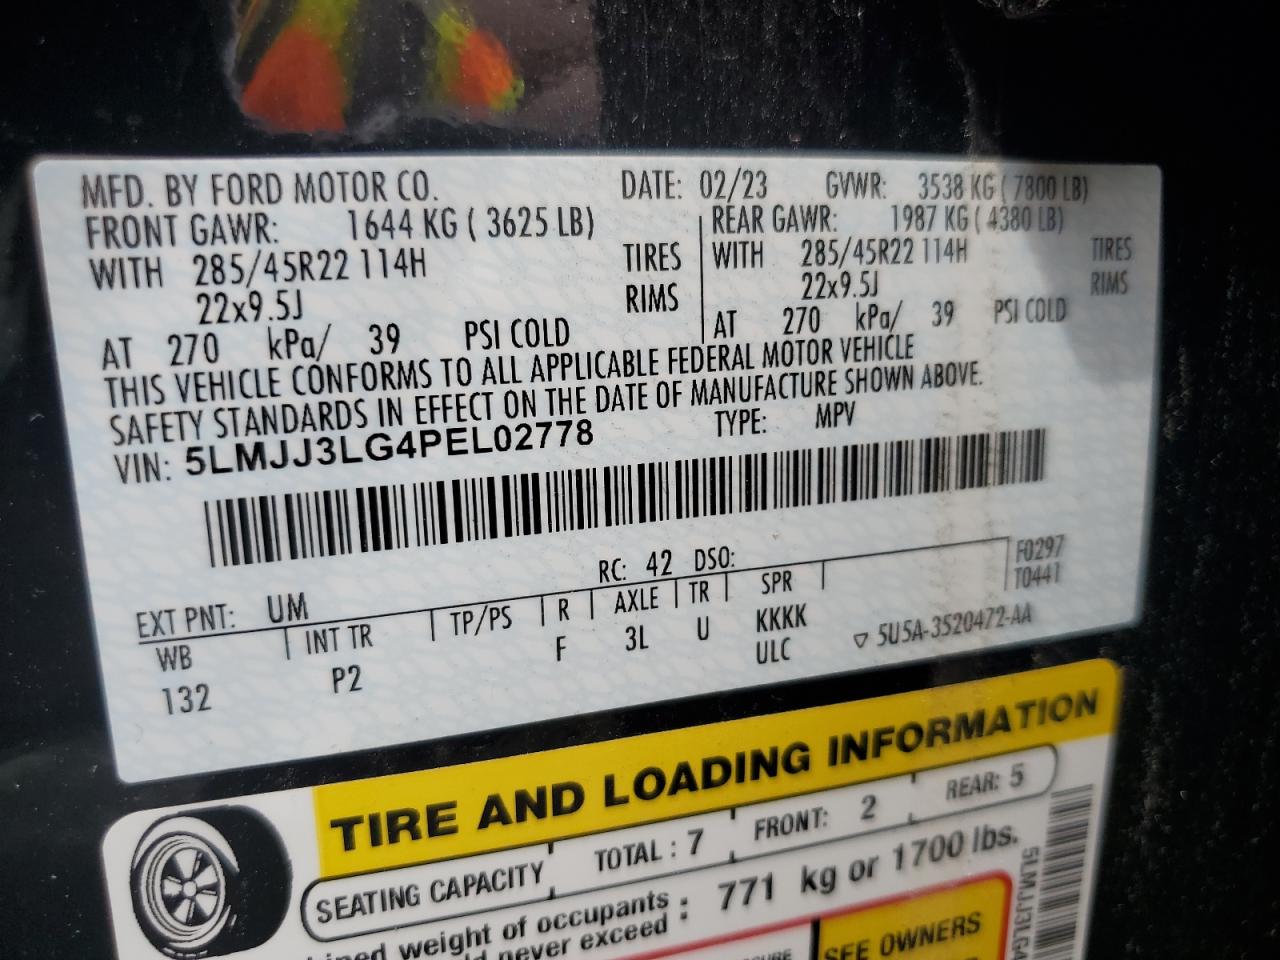 MFD. BY FORD MOTOR CO. DATE: 02/23 GVWR: 3538 KG ( 7800 LB)
FRONT GAWR: 1644 KG ( 3625 LB) REAR GAWR: 1987 KG ( 4380 LB)
WITH 285/45R22 114H TIRES WITH 285/45R22 114H TIRES
22x9.5J RIMS 22x9.5J RIMS
AT 270 kPa/ 39 PSI COLD AT 270 kPa/ 39 PSI COLD
THIS VEHICLE CONFORMS TO ALL APPLICABLE FEDERAL MOTOR VEHICLE
SAFETY STANDARDS IN EFFECT ON THE DATE OF MANUFACTURE SHOWN ABOVE.
VIN: 5LMJJ3LG4PEL02778 TYPE: MPV
EXT PNT: UM RC: 42 DSO: F0297
WB INT TR TP/PS R AXLE TR SPR T0441
132 P2 F 3L U KKKK
ULC ▽ 5U5A-3520472-AA
TIRE AND LOADING INFORMATION
SEATING CAPACITY TOTAL : 7 FRONT: 2 REAR: 5
weight of occupants : 771 kg or 1700 lbs.
never exceed
SEE OWNERS
5LMJJ3LG4